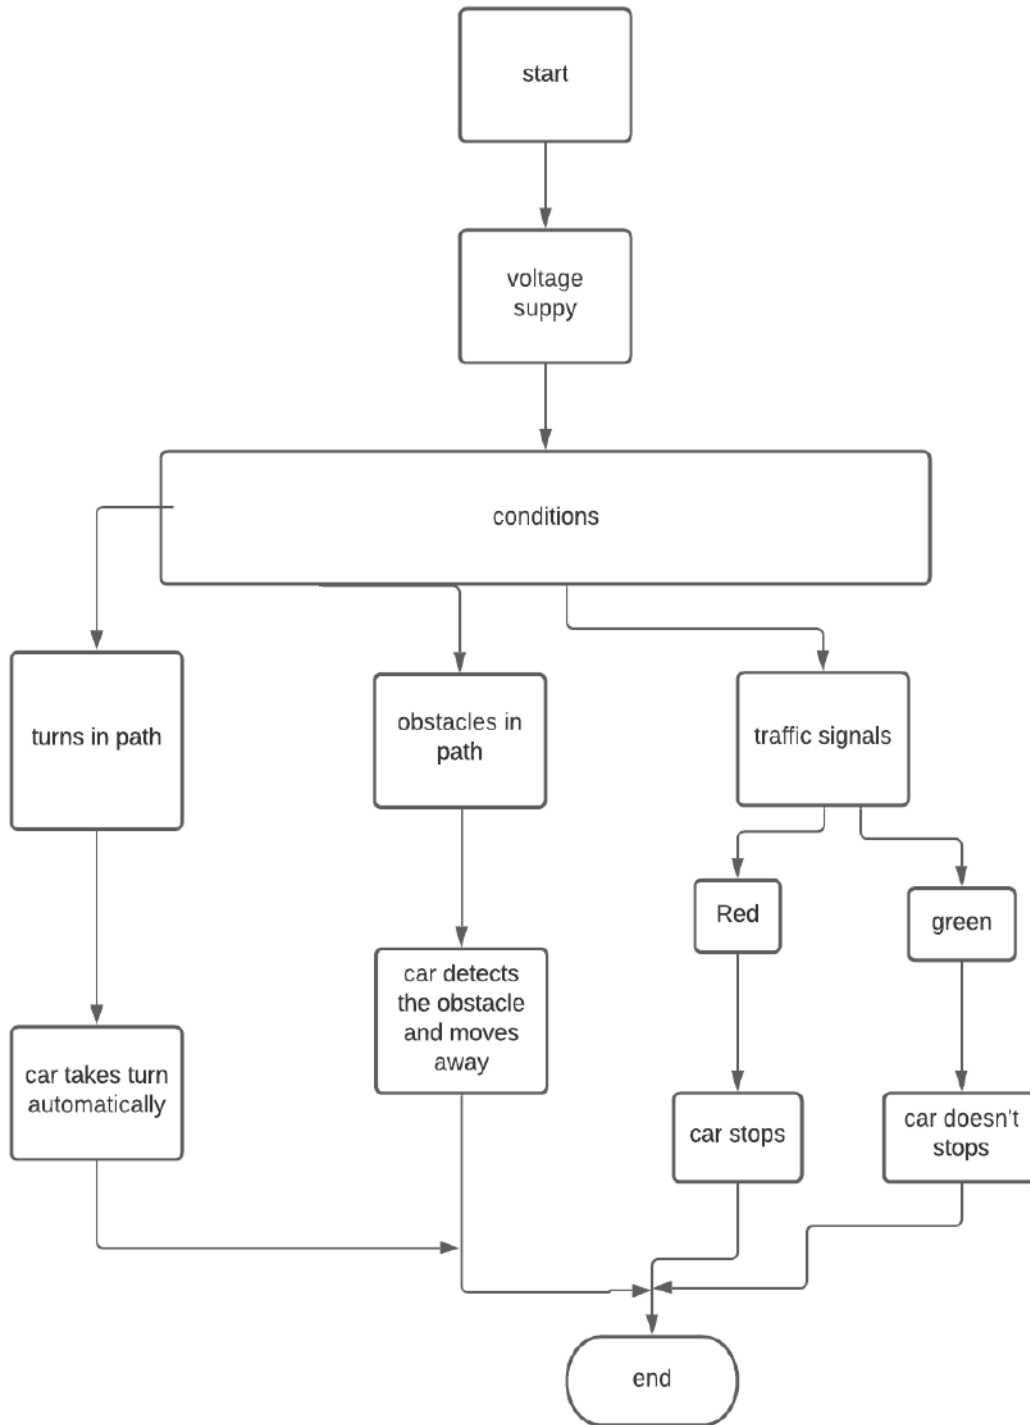 start
voltage
suppy
conditions
turns in path
obstacles in
path
traffic signals
Red
green
car detects
the obstacle
and moves
away
car takes turn
automatically
car stops
car doesn't
stops
end